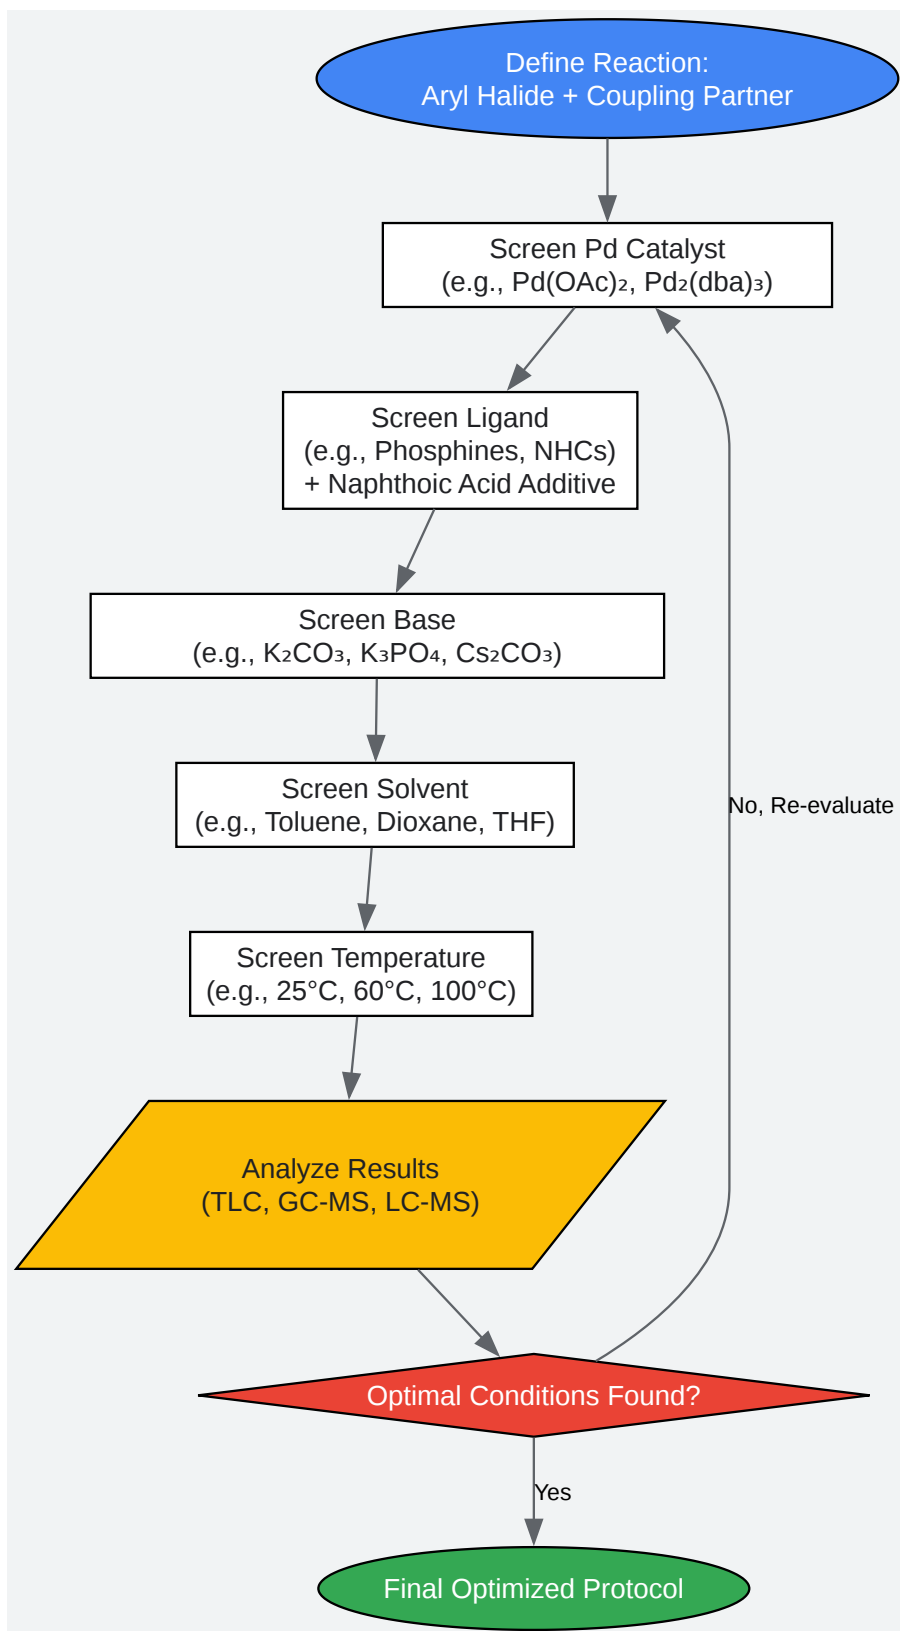 Define Reaction:
Aryl Halide + Coupling Partner
Screen Pd Catalyst
(e.g., Pd(OAc)₂, Pd₂(dba)₃)
Screen Ligand
(e.g., Phosphines, NHCs)
+ Naphthoic Acid Additive
Screen Base
(e.g., K₂CO₃, K₃PO₄, Cs₂CO₃)
Screen Solvent
(e.g., Toluene, Dioxane, THF)
No, Re-evaluate
Screen Temperature
(e.g., 25°C, 60°C, 100°C)
Analyze Results
(TLC, GC-MS, LC-MS)
Optimal Conditions Found?
Yes
Final Optimized Protocol